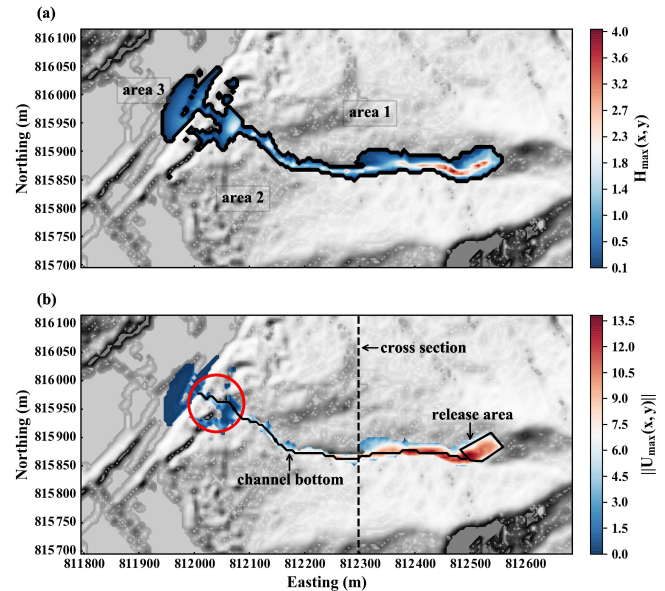 (a)
816100
816050
816000
815950
815900
815850
815800
815750
815700
Northing (m)
area 3
area 1
area 2
4.0
3.6
3.2
2.7
2.3
1.8
1.4
1.0
0.5
0.1
Hmax(x, y)
(b)
816100
816050
816000
815950
815900
815850
815800
815750
815700
Northing (m)
cross section
release area
channel bottom
13.5
12.0
10.5
9.0
7.5
6.0
4.5
3.0
1.5
0.0
||Umax(x, y)||
811800 811900 812000 812100 812200 812300 812400 812500 812600
Easting (m)